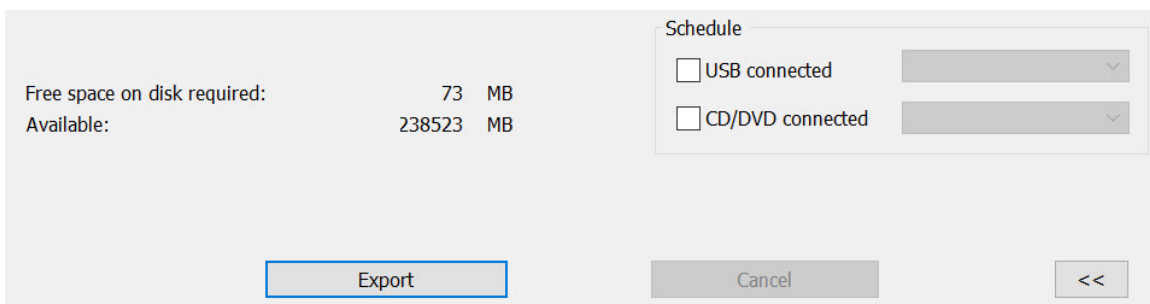 Schedule
USB connected
Free space on disk required: 73 MB
Available: 238523 MB
CD/DVD connected
Export
Cancel
<<